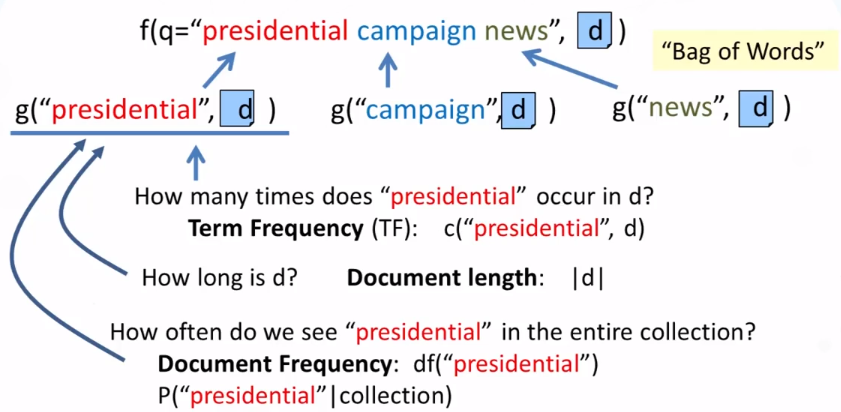 f(q=“presidential campaign news”, d )
“Bag of Words”
g(“presidential”, d )
g(“campaign”, d )
g(“news”, d )
How many times does “presidential” occur in d?
Term Frequency (TF): c(“presidential”, d)
How long is d? Document length: |d|
How often do we see “presidential” in the entire collection?
Document Frequency: df(“presidential”)
P(“presidential”|collection)